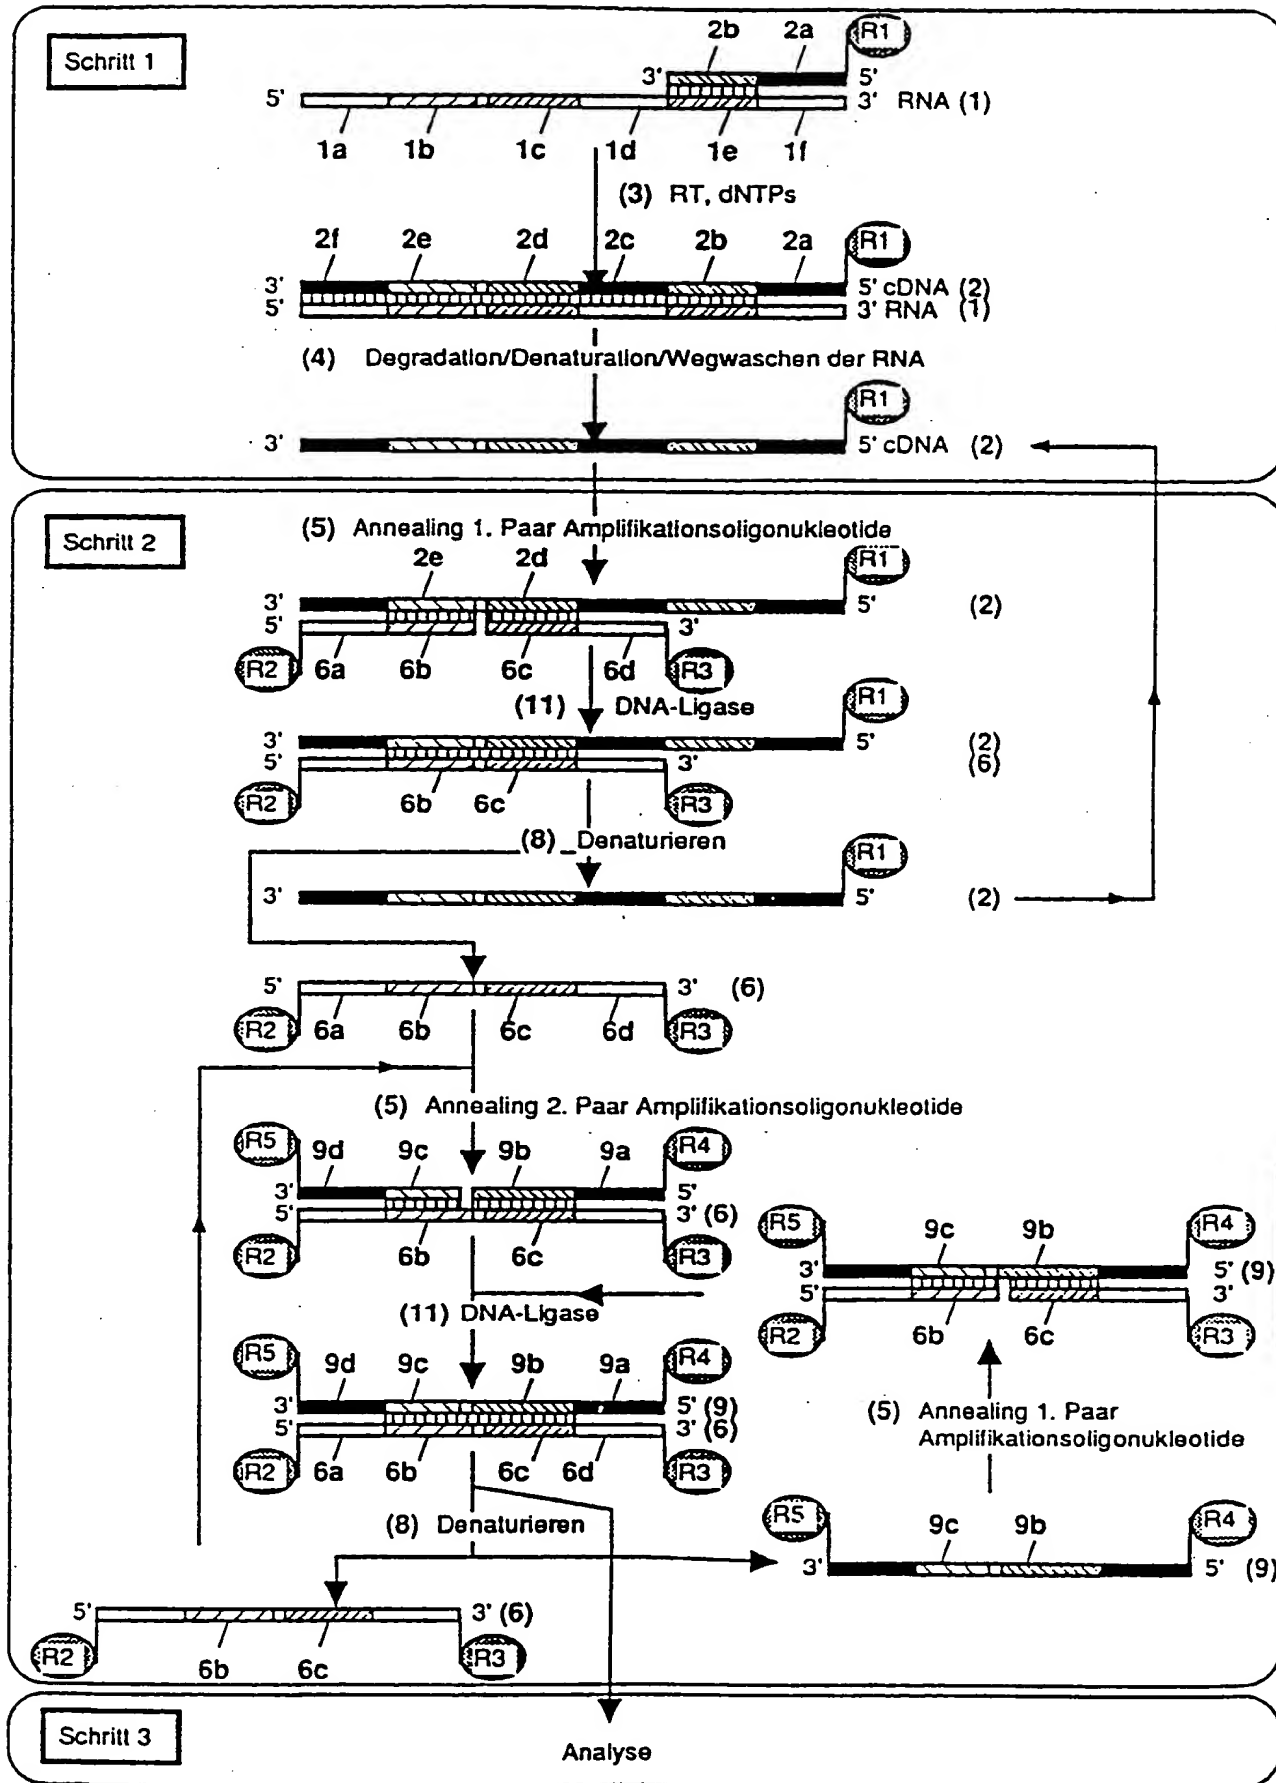 Schritt 1
R1
2b 2a
3' 5'
5' 3' RNA (1)
1a 1b 1c 1d 1e 1f
(3) RT, dNTPs
R1
2f 2e 2d 2c 2b 2a
3' 5' cDNA (2)
5' 3' RNA (1)
(4) Degradation/Denaturation/Wegwaschen der RNA
R1
3' 5' cDNA (2)
Schritt 2
(5) Annealing 1. Paar Amplifikationsoligonukleotide
2e 2d R1
3' 5' (2)
5' 3'
R2 6a 6b 6c 6d R3
(11) DNA-Ligase
R1
3' 5' (2)
5' 3' (6)
R2 6b 6c R3
(8) Denaturieren
R1
3' 5' (2)
5' 3' (6)
R2 6a 6b 6c 6d R3
(5) Annealing 2. Paar Amplifikationsoligonukleotide
R5 9d 9c 9b 9a R4
3' 5'
5' 3' (6)
R2 6b 6c R3
(11) DNA-Ligase
R5 9d 9c 9b 9a R4
3' 5' (9)
5' 3' (6)
R2 6a 6b 6c 6d R3
(8) Denaturieren
R5 9c 9b R4
3' 5' (9)
5' 3'
R2 6b 6c R3
(5) Annealing 1. Paar
Amplifikationsoligonukleotide
R5 9c 9b R4
3' 5' (9)
5' 3' (6)
R2 6b 6c R3
Schritt 3
Analyse